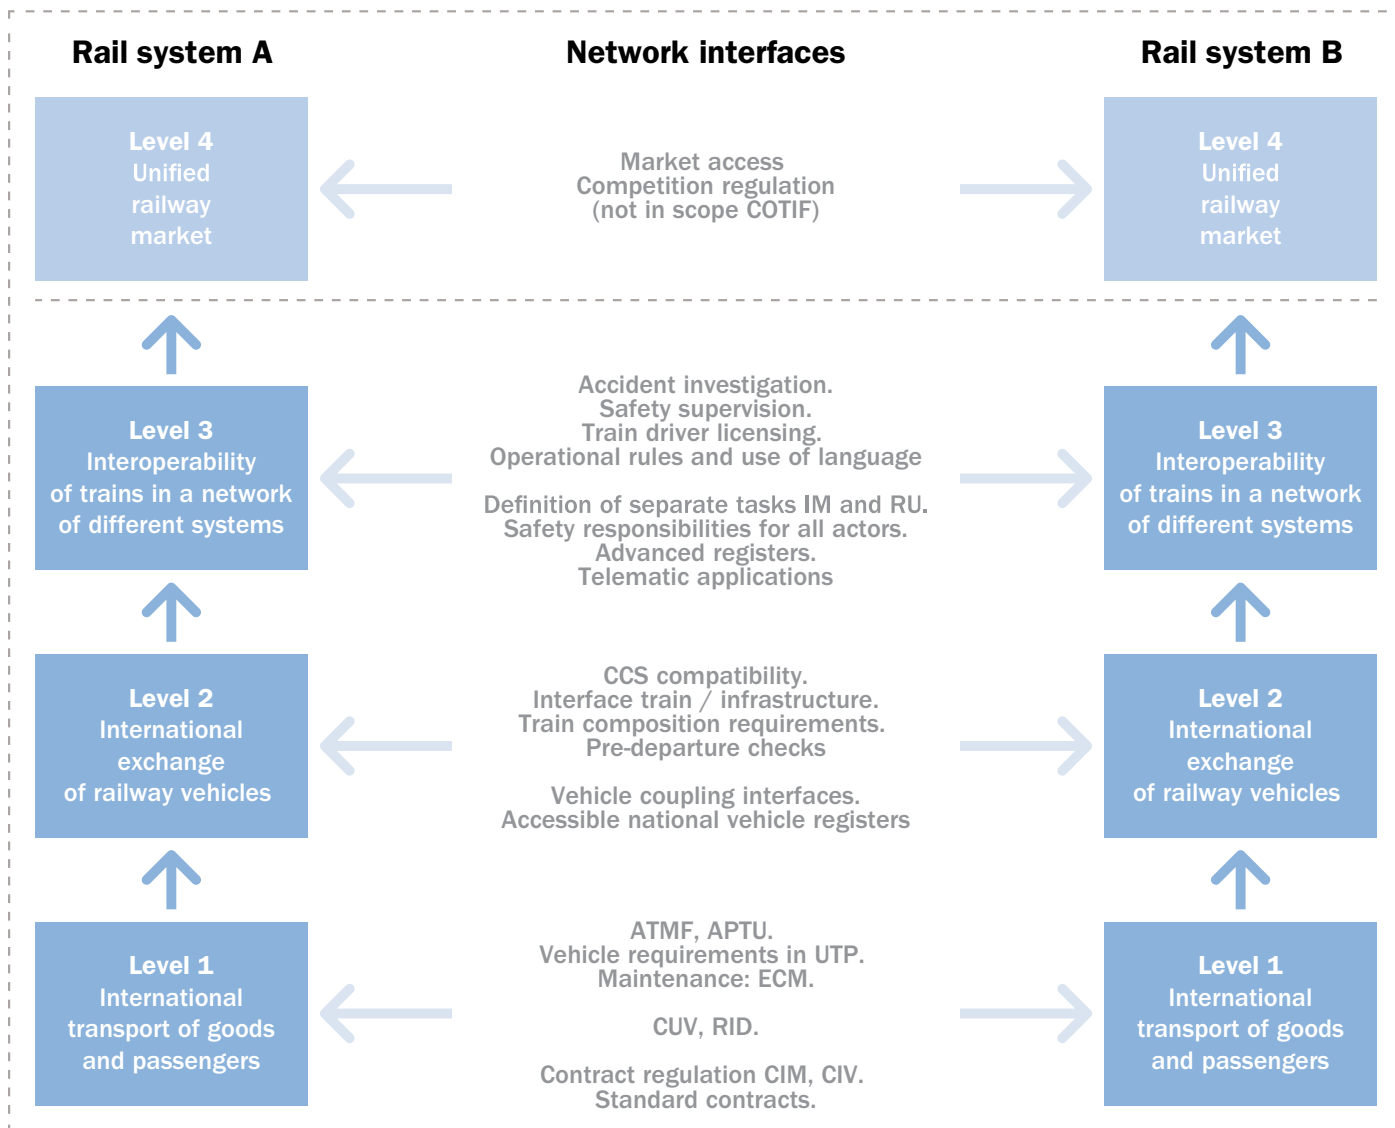 Rail system A
Network interfaces
Rail system B
Level 4
Unified
railway
market
Market access
Competition regulation
(not in scope COTIF)
Level 4
Unified
railway
market
Level 3
Interoperability
of trains in a network
of different systems
Accident investigation.
Safety supervision.
Train driver licensing.
Operational rules and use of language
Definition of separate tasks IM and RU.
Safety responsibilities for all actors.
Advanced registers.
Telematic applications
Level 3
Interoperability
of trains in a network
of different systems
Level 2
International
exchange
of railway vehicles
CCS compatibility.
Interface train / infrastructure.
Train composition requirements.
Pre-departure checks
Vehicle coupling interfaces.
Accessible national vehicle registers
Level 2
International
exchange
of railway vehicles
Level 1
International
transport of goods
and passengers
ATMF, APTU.
Vehicle requirements in UTP.
Maintenance: ECM.
CUV, RID.
Contract regulation CIM, CIV.
Standard contracts.
Level 1
International
transport of goods
and passengers